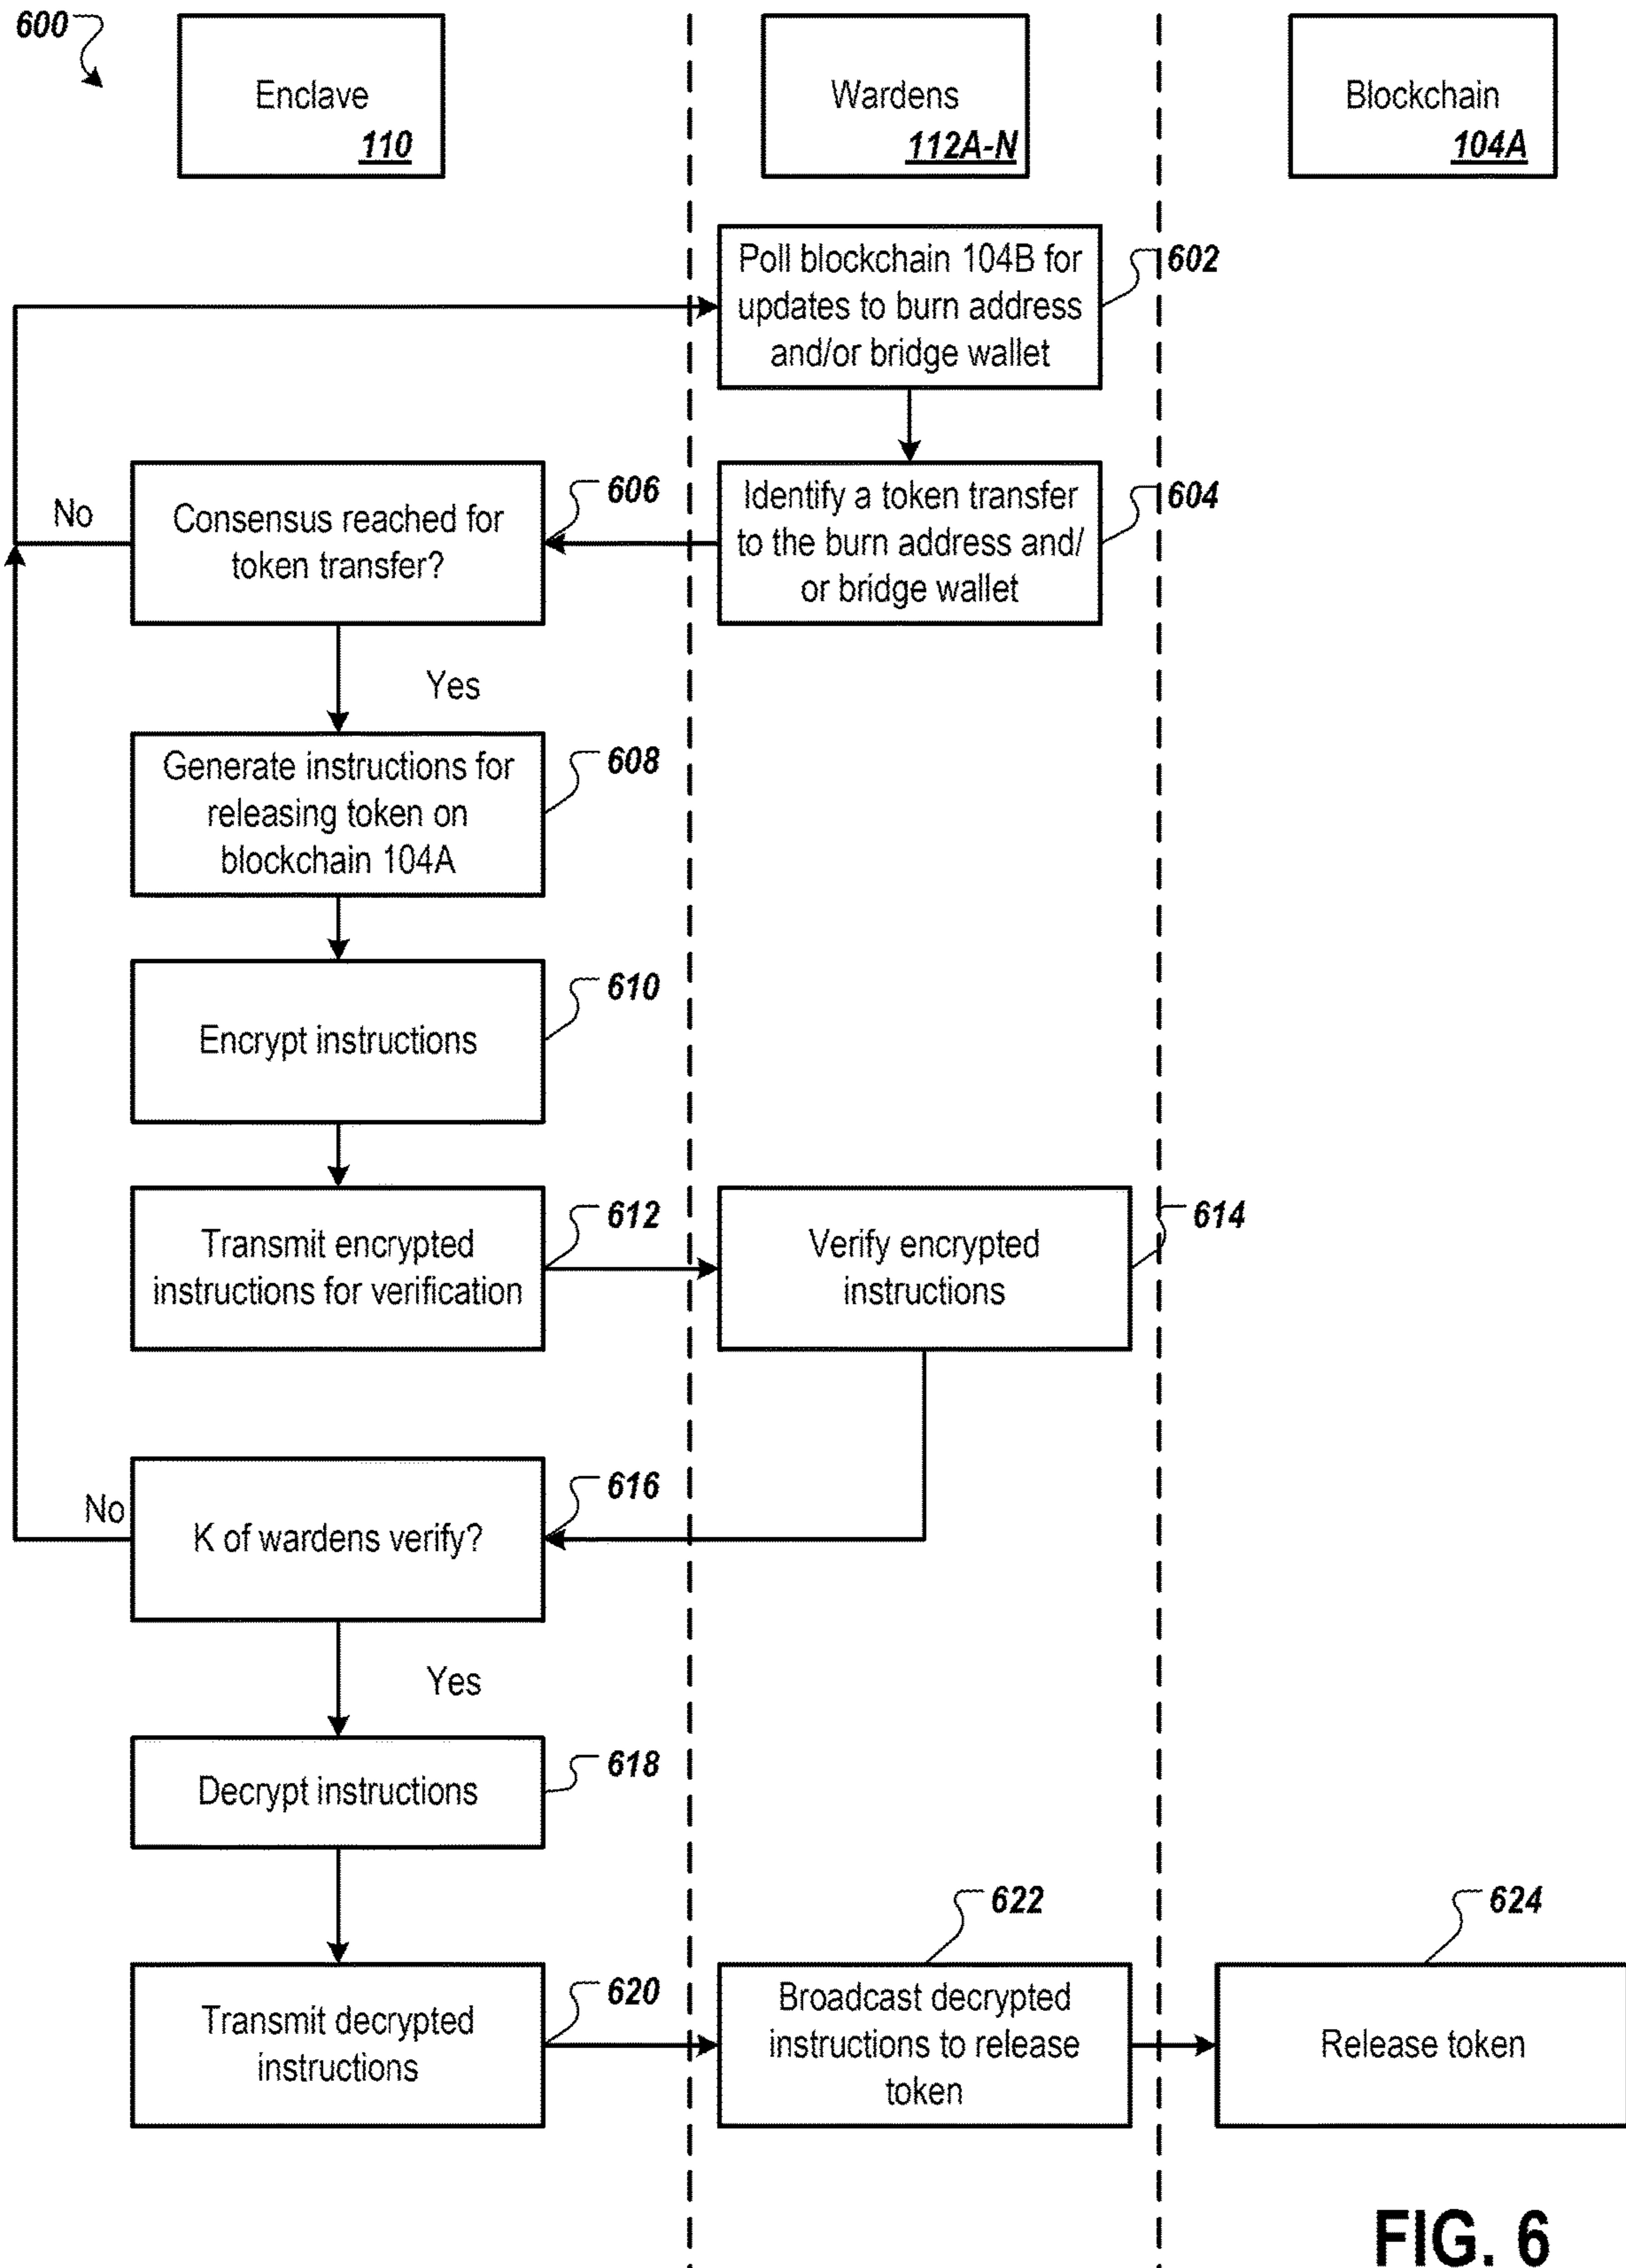 600
Enclave
110
Wardens
112A-N
Blockchain
104A
Poll blockchain 104B for
updates to burn address
and/or bridge wallet
602
Identify a token transfer
to the burn address and/
or bridge wallet
604
Consensus reached for
token transfer?
606
No
Yes
Generate instructions for
releasing token on
blockchain 104A
608
Encrypt instructions
610
Transmit encrypted
instructions for verification
612
Verify encrypted
instructions
614
K of wardens verify?
616
No
Yes
Decrypt instructions
618
Transmit decrypted
instructions
620
Broadcast decrypted
instructions to release
token
622
Release token
624
FIG. 6